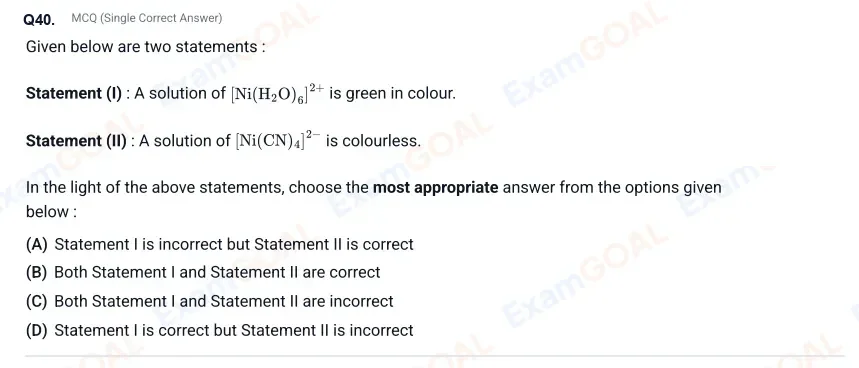 Q40. MCQ (Single Correct Answer)
Given below are two statements :
Statement (I) : A solution of [Ni(H₂O)₆]²⁺ is green in colour.
Statement (II) : A solution of [Ni(CN)₄]²⁻ is colourless.
In the light of the above statements, choose the most appropriate answer from the options given
below :
(A) Statement I is incorrect but Statement II is correct
(B) Both Statement I and Statement II are correct
(C) Both Statement I and Statement II are incorrect
(D) Statement I is correct but Statement II is incorrect